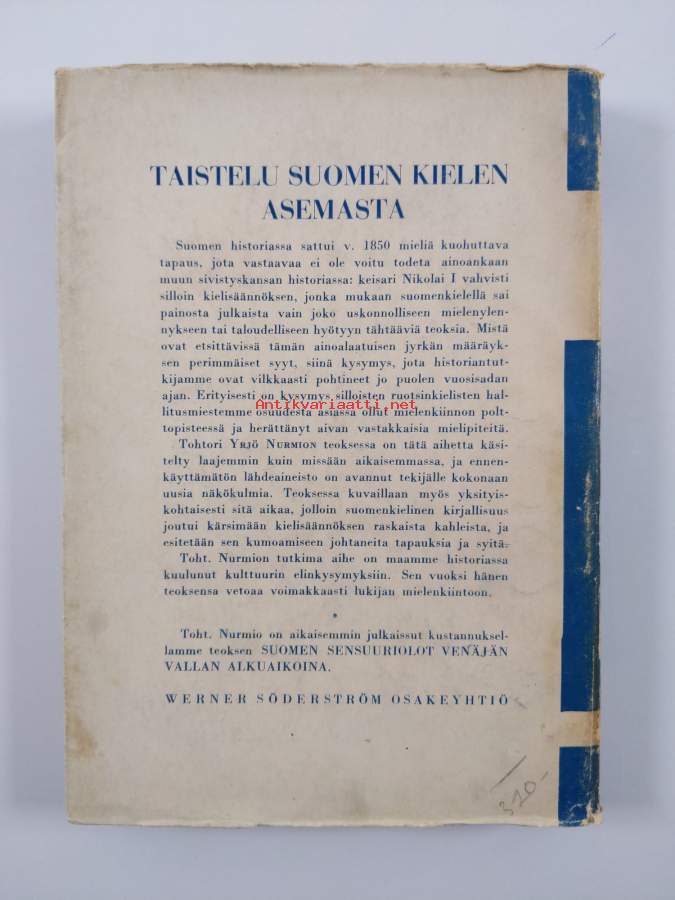 TAISTELU SUOMEN KIELEN
ASEMASTA
Suomen historiassa sattui v. 1850 mieliä kuohuttava
tapaus, jota vastaavaa ei ole voitu todeta ainoankaan
muun sivistyskansan historiassa: keisari Nikolai I vahvisti
silloin kielisäännöksen, jonka mukaan suomenkielellä sai
painosta julkaista vain joko uskonnolliseen mielenylen-
nykseen tai taloudelliseen hyötyyn tähtääviä teoksia. Mistä
ovat etsittävissä tämän ainoalaatuisen jyrkän määräyk-
sen perimmäiset syyt, siinä kysymys, jota historiantut-
kijamme ovat vilkkaasti pohtineet jo puolen vuosisadan
ajan. Erityisesti on kysymys silloisten ruotsinkielisten hal-
litusmiestemme osuudesta asiassa ollut mielenkiinnon polt-
topisteessä ja herättänyt aivan vastakkaisia mielipiteitä.
Antikvariaatti.net
Tohtori YRJÖ NURMION teoksessa on tätä aihetta käsi-
telty laajemmin kuin missään aikaisemmassa, ja ennen-
käyttämätön lähdeaineisto on avannut tekijälle kokonaan
uusia näkökulmia. Teoksessa kuvaillaan myös yksityis-
kohtaisesti sitä aikaa, jolloin suomenkielinen kirjallisuus
joutui kärsimään kielisäännöksen raskaista kahleista, ja
esitetään sen kumoamiseen johtaneita tapauksia ja syitä.
Toht. Nurmion tutkima aihe on maamme historiassa
kuulunut kulttuurin elinkysymyksiin. Sen vuoksi hänen
teoksensa vetoaa voimakkaasti lukijan mielenkiintoon.
*
Toht. Nurmio on aikaisemmin julkaissut kustannuksel-
lamme teoksen SUOMEN SENSUURIOLOT VENÄJÄN
VALLAN ALKUAIKOINA.
WERNER SÖDERSTRÖM OSAKEYHTIÖ
320-